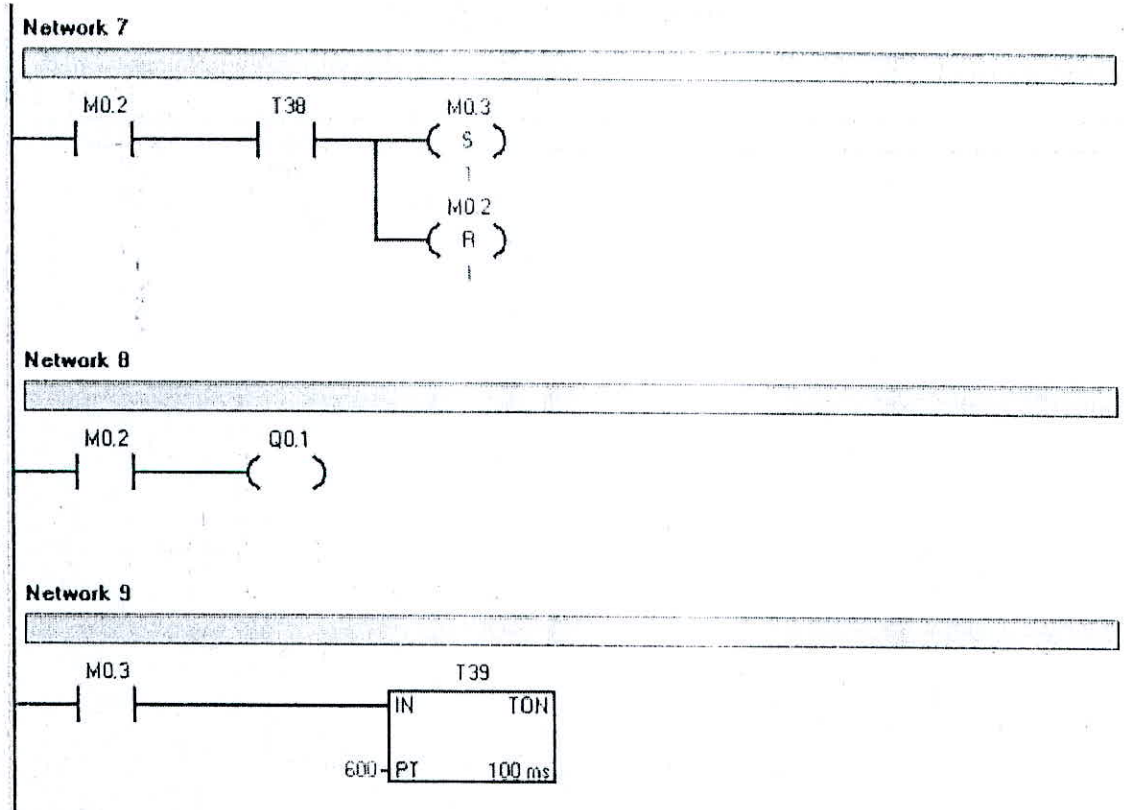 Network 7
M0.2 T38 M0.3
S
1
M0.2
R
1
Network 8
M0.2 Q0.1
Network 9
M0.3 T39
IN TON
600 PT 100 ms